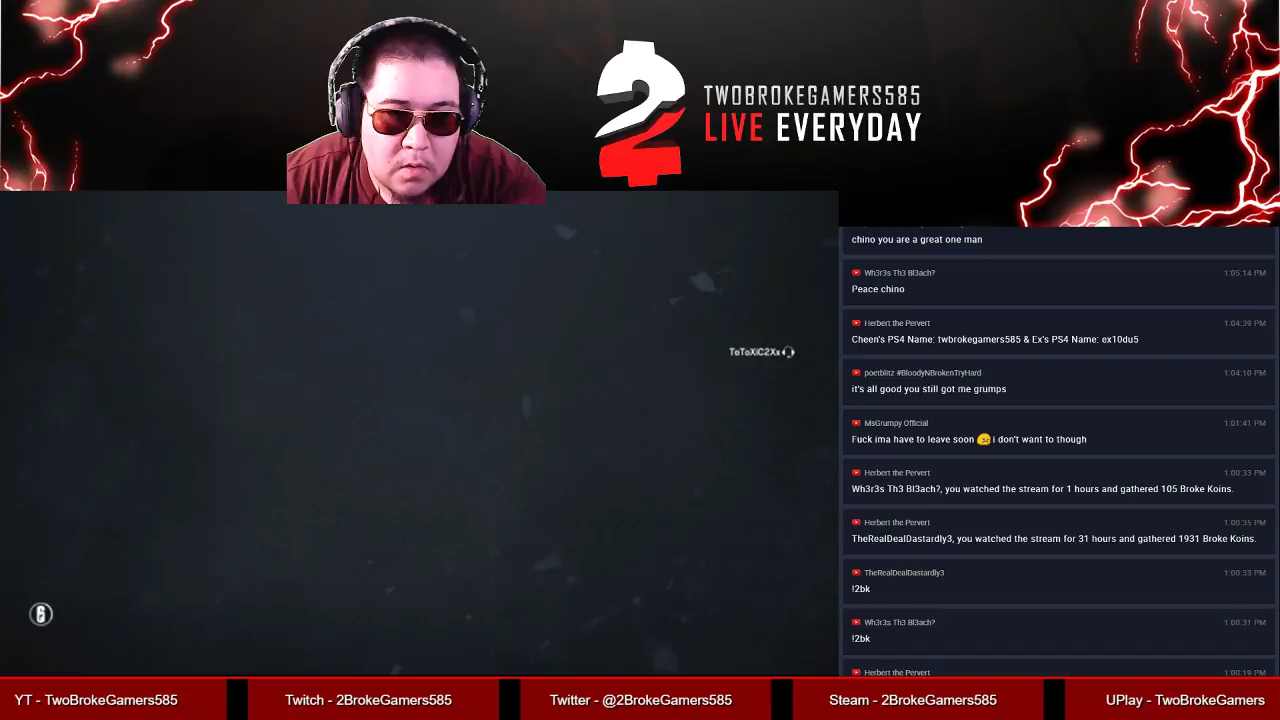 2
TWOBROKEGAMERS585
LIVE EVERYDAY
chino you are a great one man
Wh3r3s Th3 Bl3ach?
1:05:14 PM
Peace chino
Herbert the Pervert
1:04:39 PM
Cheen's PS4 Name: twbrokegamers585 & Ex's PS4 Name: ex10du5
poetblitz #BloodyNBrokenTryHard
1:04:10 PM
it's all good you still got me grumps
MsGrumpy Official
1:01:41 PM
Fuck ima have to leave soon 😖 i don't want to though
Herbert the Pervert
1:00:33 PM
Wh3r3s Th3 Bl3ach?, you watched the stream for 1 hours and gathered 105 Broke Koins.
Herbert the Pervert
1:00:35 PM
TheRealDealDastardly3, you watched the stream for 31 hours and gathered 1931 Broke Koins.
TheRealDealDastardly3
1:00:33 PM
!2bk
Wh3r3s Th3 Bl3ach?
1:00:31 PM
!2bk
Herbert the Pervert
1:00:19 PM
ToToXiC2Xx
6
YT - TwoBrokeGamers585
Twitch - 2BrokeGamers585
Twitter - @2BrokeGamers585
Steam - 2BrokeGamers585
UPlay - TwoBrokeGamers